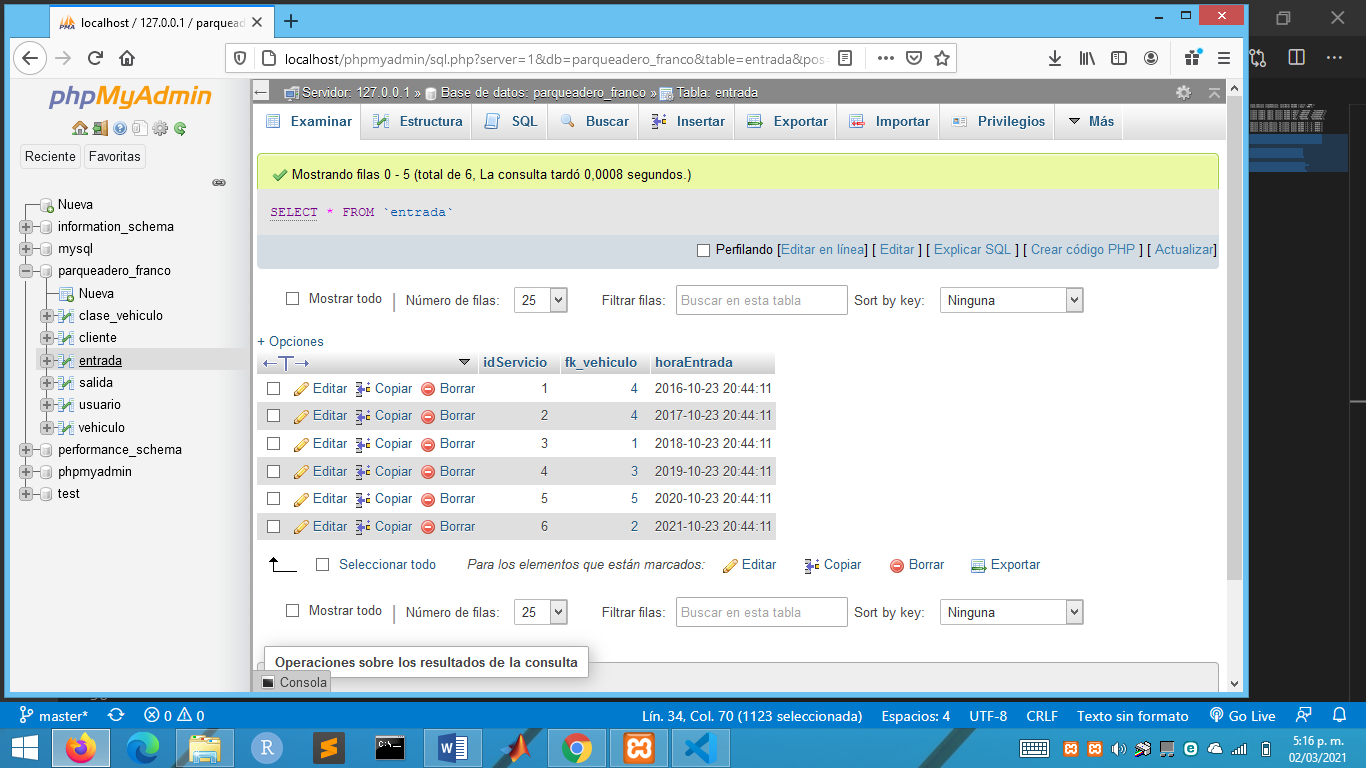 localhost / 127.0.0.1 / parquead
localhost/phpmyadmin/sql.php?server=1&db=parqueadero_franco&table=entrada&pos=
phpMyAdmin
Reciente Favoritas
Nueva
information_schema
mysql
parqueadero_franco
Nueva
clase_vehiculo
cliente
entrada
salida
usuario
vehiculo
performance_schema
phpmyadmin
test
Servidor: 127.0.0.1 » Base de datos: parqueadero_franco » Tabla: entrada
Examinar Estructura SQL Buscar Insertar Exportar Importar Privilegios Más
Mostrando filas 0 - 5 (total de 6, La consulta tardó 0,0008 segundos.)
SELECT * FROM `entrada`
Perfilando [Editar en línea] [ Editar ] [ Explicar SQL ] [ Crear código PHP ] [ Actualizar]
Mostrar todo | Número de filas: 25 Filtrar filas: Buscar en esta tabla Sort by key: Ninguna
+ Opciones
idServicio fk_vehiculo horaEntrada
Editar Copiar Borrar 1 4 2016-10-23 20:44:11
Editar Copiar Borrar 2 4 2017-10-23 20:44:11
Editar Copiar Borrar 3 1 2018-10-23 20:44:11
Editar Copiar Borrar 4 3 2019-10-23 20:44:11
Editar Copiar Borrar 5 5 2020-10-23 20:44:11
Editar Copiar Borrar 6 2 2021-10-23 20:44:11
Seleccionar todo Para los elementos que están marcados: Editar Copiar Borrar Exportar
Mostrar todo | Número de filas: 25 Filtrar filas: Buscar en esta tabla Sort by key: Ninguna
Operaciones sobre los resultados de la consulta
Consola
master* 0 0 Lín. 34, Col. 70 (1123 seleccionada) Espacios: 4 UTF-8 CRLF Texto sin formato Go Live
5:16 p. m.
02/03/2021